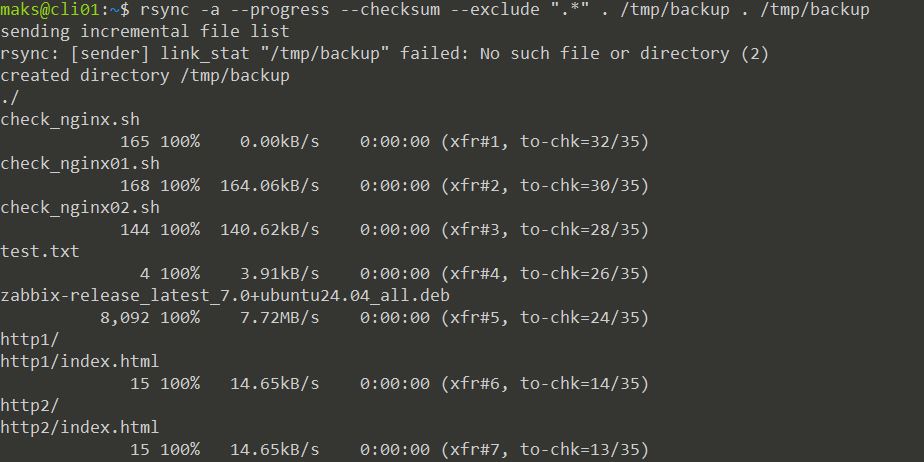 maks@cli01:~$ rsync -a --progress --checksum --exclude ".*" . /tmp/backup . /tmp/backup
sending incremental file list
rsync: [sender] link_stat "/tmp/backup" failed: No such file or directory (2)
created directory /tmp/backup
./
check_nginx.sh
            165 100%    0.00kB/s    0:00:00 (xfr#1, to-chk=32/35)
check_nginx01.sh
            168 100%  164.06kB/s    0:00:00 (xfr#2, to-chk=30/35)
check_nginx02.sh
            144 100%  140.62kB/s    0:00:00 (xfr#3, to-chk=28/35)
test.txt
              4 100%    3.91kB/s    0:00:00 (xfr#4, to-chk=26/35)
zabbix-release_latest_7.0+ubuntu24.04_all.deb
          8,092 100%    7.72MB/s    0:00:00 (xfr#5, to-chk=24/35)
http1/
http1/index.html
             15 100%   14.65kB/s    0:00:00 (xfr#6, to-chk=14/35)
http2/
http2/index.html
             15 100%   14.65kB/s    0:00:00 (xfr#7, to-chk=13/35)